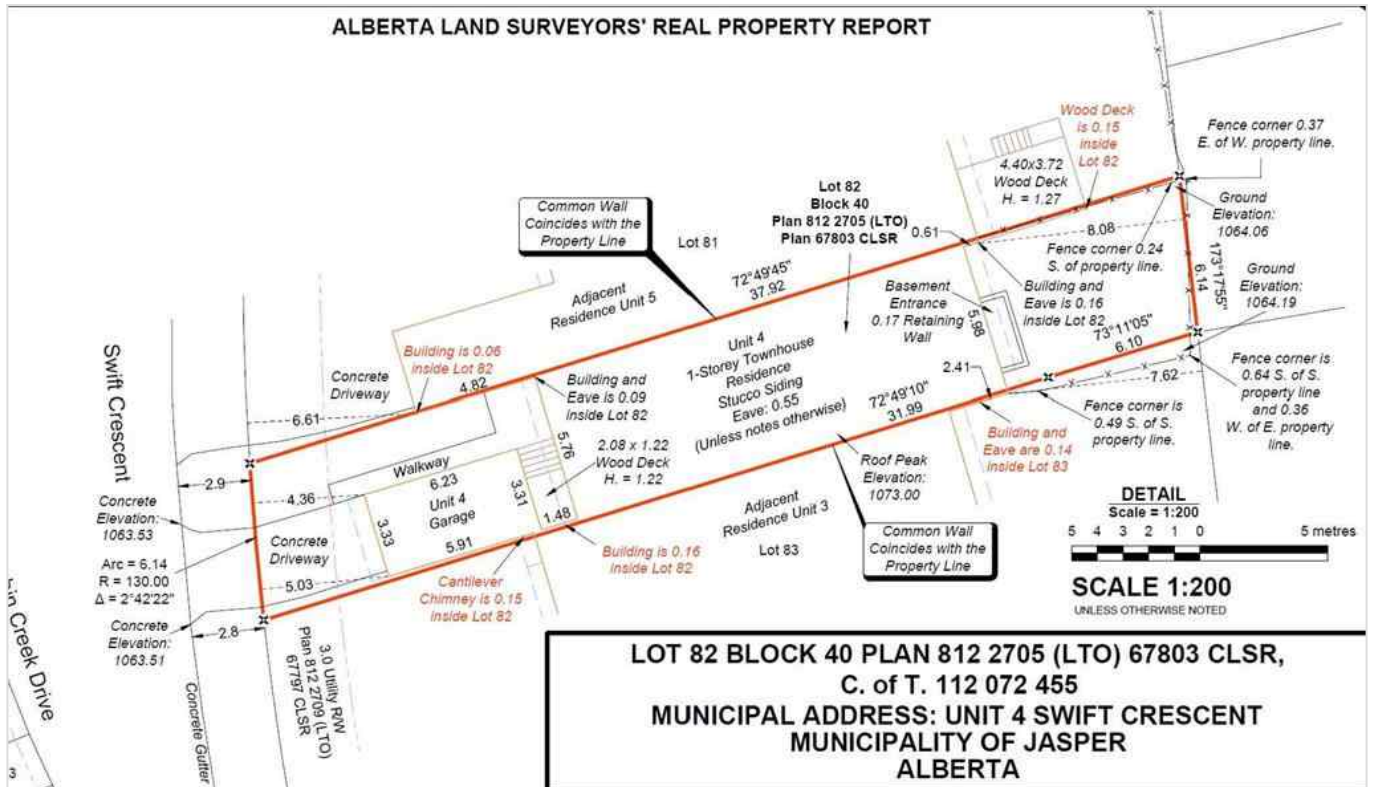 ALBERTA LAND SURVEYORS' REAL PROPERTY REPORT
Wood Deck
is 0.15
inside
Lot 82
Fence corner 0.37
E. of W. property line.
4.40x3.72
Wood Deck
H. = 1.27
Lot 82
Block 40
Plan 812 2705 (LTO)
Plan 67803 CLSR
Common Wall
Coincides with the
Property Line
Lot 81
0.61
8.08
Ground
Elevation:
1064.06
Fence corner 0.24
S. of property line.
173°17'55"
6.14
72°49'45"
37.92
Adjacent
Residence Unit 5
Basement
Entrance
0.17 Retaining
Wall
5.98
Building and
Eave is 0.16
inside Lot 82
Ground
Elevation:
1064.19
73°11'05"
6.10
7.62
Swift Crescent
Building is 0.06
inside Lot 82
Concrete
Driveway
4.82
6.61
Building and
Eave is 0.09
inside Lot 82
Unit 4
1-Storey Townhouse
Residence
Stucco Siding
Eave: 0.55
(Unless notes otherwise)
2.41
72°49'10"
31.99
Fence corner is
0.64 S. of S.
property line
and 0.36
W. of E. property
line.
Fence corner is
0.49 S. of S.
property line.
Building and
Eave are 0.14
inside Lot 83
2.9
4.36
Walkway
6.23
Unit 4
Garage
5.76
2.08 x 1.22
Wood Deck
H. = 1.22
3.31
1.48
3.33
5.91
Roof Peak
Elevation:
1073.00
Concrete
Elevation:
1063.53
Concrete
Driveway
Arc = 6.14
R = 130.00
Δ = 2°42'22"
5.03
Adjacent
Residence Unit 3
Lot 83
Common Wall
Coincides with the
Property Line
Building is 0.16
inside Lot 82
Cantilever
Chimney is 0.15
inside Lot 82
Concrete
Elevation:
1063.51
2.8
3.0 Utility R/W
Plan 812 2709 (LTO)
67797 CLSR
Concrete Gutter
Creek Drive
3
DETAIL
Scale = 1:200
5 4 3 2 1 0 5 metres
SCALE 1:200
UNLESS OTHERWISE NOTED
LOT 82 BLOCK 40 PLAN 812 2705 (LTO) 67803 CLSR,
C. of T. 112 072 455
MUNICIPAL ADDRESS: UNIT 4 SWIFT CRESCENT
MUNICIPALITY OF JASPER
ALBERTA